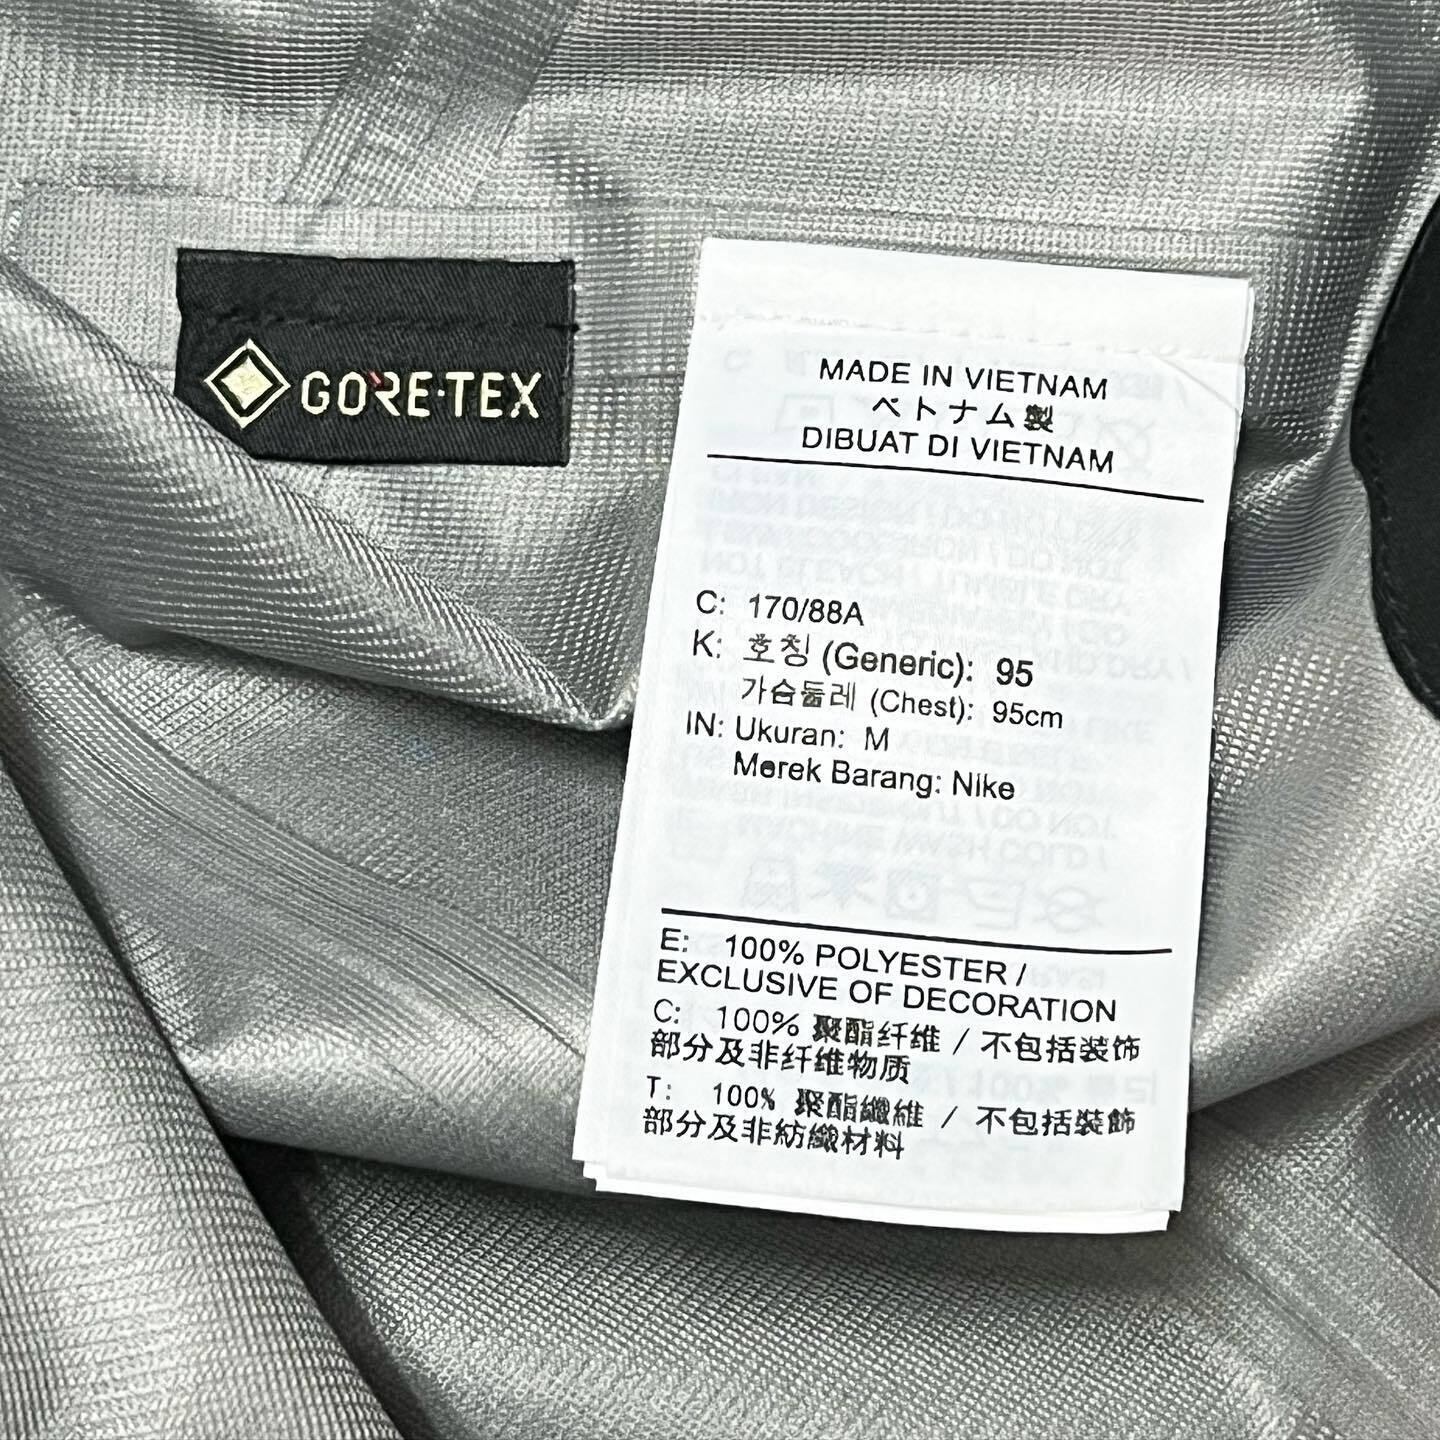 GORE-TEX
MADE IN VIETNAM
ベトナム製
DIBUAT DI VIETNAM
C: 170/88A
K: 호칭 (Generic): 95
가슴둘레 (Chest): 95cm
IN: Ukuran: M
Merek Barang: Nike
E: 100% POLYESTER /
EXCLUSIVE OF DECORATION
C: 100% 聚酯纤维 / 不包括装饰
部分及非纤维物质
T: 100% 聚酯纖維 / 不包括裝飾
部分及非紡織材料